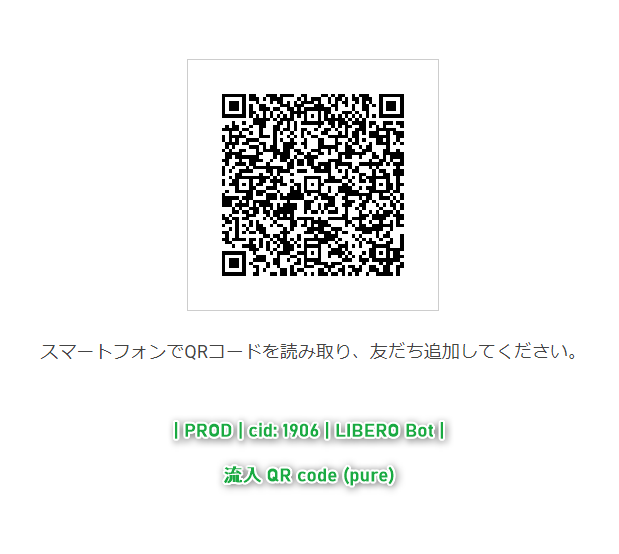 スマートフォンでQRコードを読み取り、友だち追加してください。
| PROD | cid: 1906 | LIBERO Bot |
流入 QR code (pure)